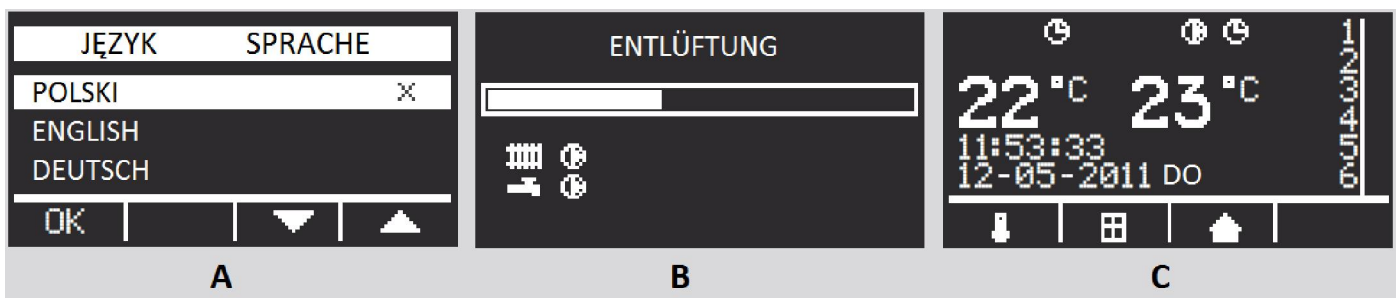 JĘZYK SPRACHE
POLSKI X
ENGLISH
DEUTSCH
OK
A
ENTLÜFTUNG
B
22°C 23°C
11:53:33
12-05-2011 DO
1
2
3
4
5
6
C